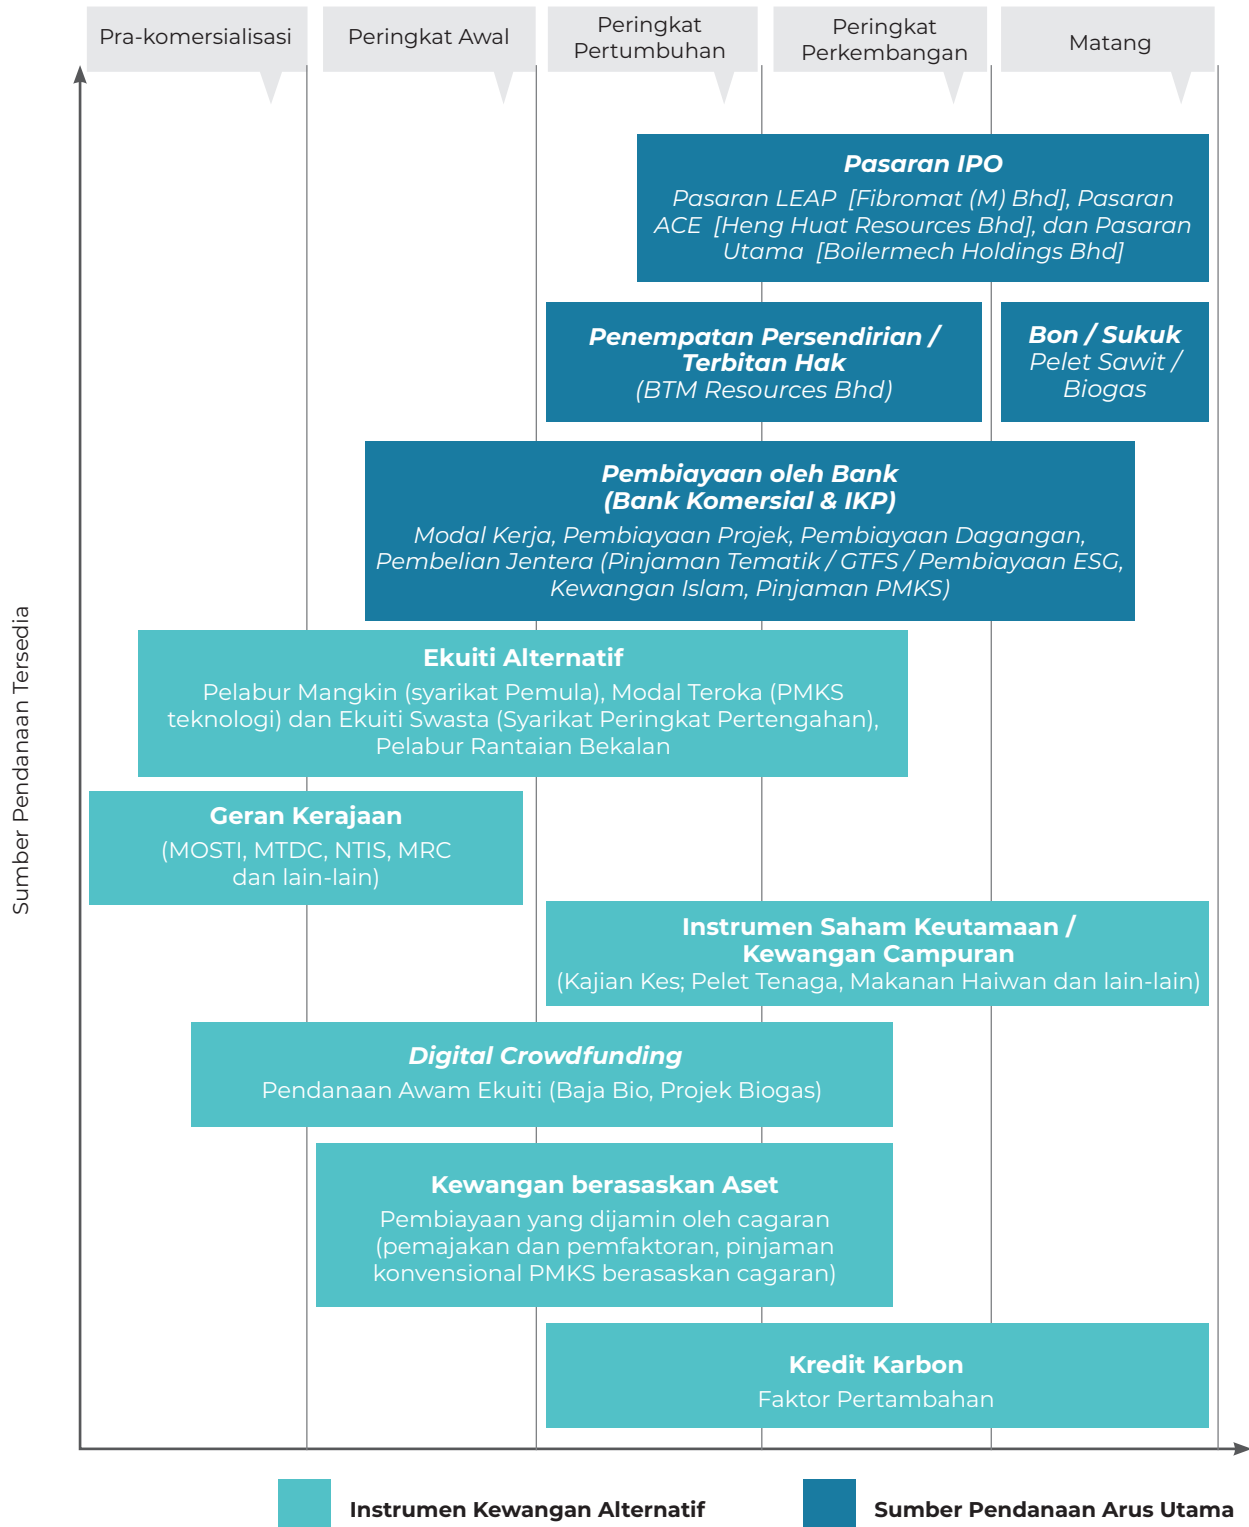 Pra-komersialisasi
Peringkat Awal
Peringkat
Pertumbuhan
Peringkat
Perkembangan
Matang
Pasaran IPO
Pasaran LEAP [Fibromat (M) Bhd], Pasaran
ACE [Heng Huat Resources Bhd], dan Pasaran
Utama [Boilermech Holdings Bhd]
Penempatan Persendirian /
Terbitan Hak
(BTM Resources Bhd)
Bon / Sukuk
Pelet Sawit /
Biogas
Pembiayaan oleh Bank
(Bank Komersial & IKP)
Modal Kerja, Pembiayaan Projek, Pembiayaan Dagangan,
Pembelian Jentera (Pinjaman Tematik / GTFS / Pembiayaan ESG,
Kewangan Islam, Pinjaman PMKS)
Ekuiti Alternatif
Pelabur Mangkin (syarikat Pemula), Modal Teroka (PMKS
teknologi) dan Ekuiti Swasta (Syarikat Peringkat Pertengahan),
Pelabur Rantaian Bekalan
Geran Kerajaan
(MOSTI, MTDC, NTIS, MRC
dan lain-lain)
Instrumen Saham Keutamaan /
Kewangan Campuran
(Kajian Kes; Pelet Tenaga, Makanan Haiwan dan lain-lain)
Digital Crowdfunding
Pendanaan Awam Ekuiti (Baja Bio, Projek Biogas)
Kewangan berasaskan Aset
Pembiayaan yang dijamin oleh cagaran
(pemajakan dan pemfaktoran, pinjaman
konvensional PMKS berasaskan cagaran)
Kredit Karbon
Faktor Pertambahan
Sumber Pendanaan Tersedia
Instrumen Kewangan Alternatif
Sumber Pendanaan Arus Utama